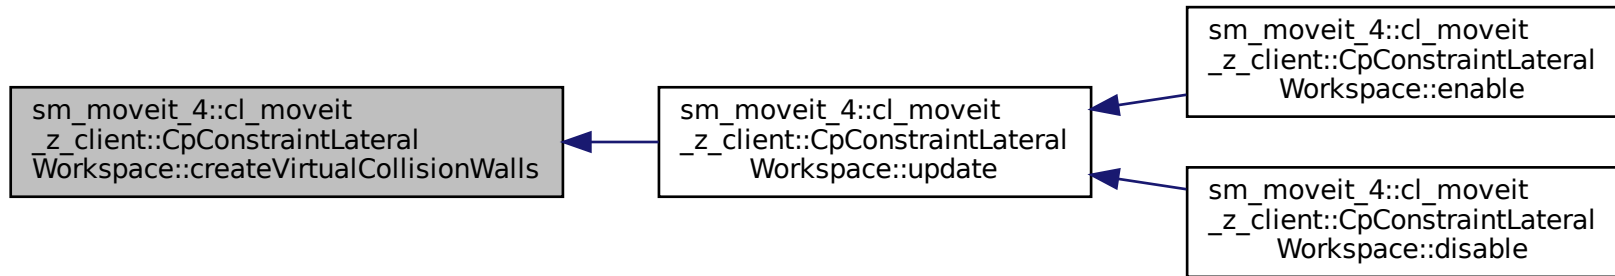 sm_moveit_4::cl_moveit
_z_client::CpConstraintLateral
Workspace::createVirtualCollisionWalls
sm_moveit_4::cl_moveit
_z_client::CpConstraintLateral
Workspace::update
sm_moveit_4::cl_moveit
_z_client::CpConstraintLateral
Workspace::enable
sm_moveit_4::cl_moveit
_z_client::CpConstraintLateral
Workspace::disable